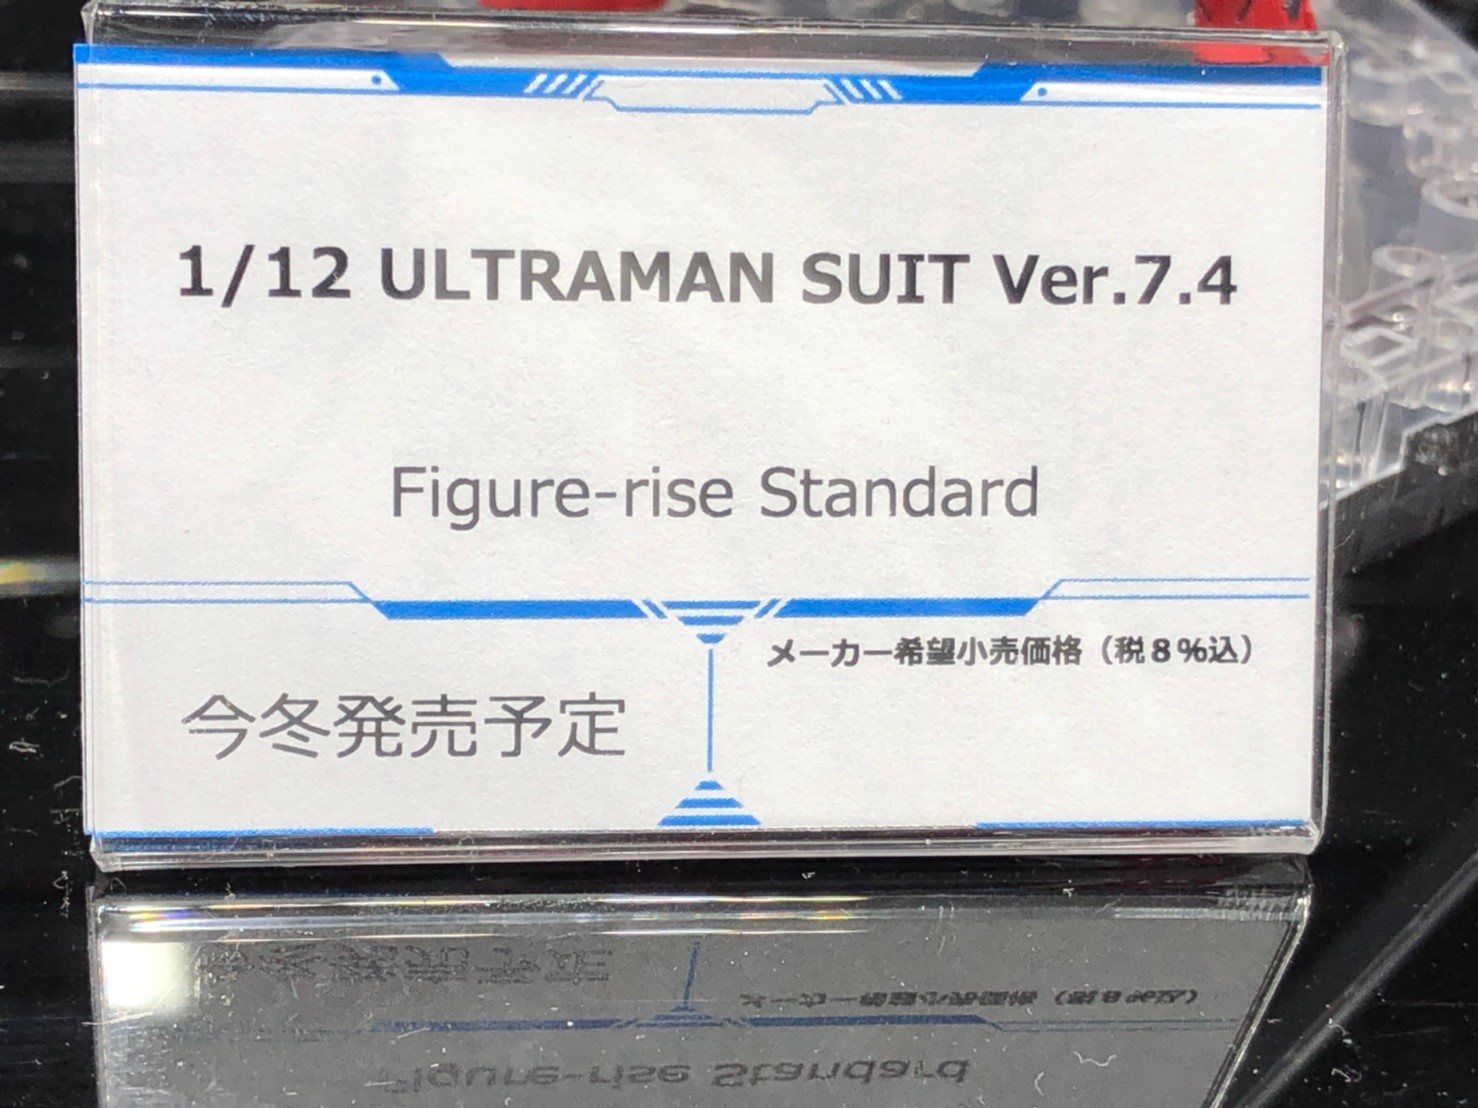 1/12 ULTRAMAN SUIT Ver.7.4
Figure-rise Standard
メーカー希望小売価格（税８％込）
今冬発売予定